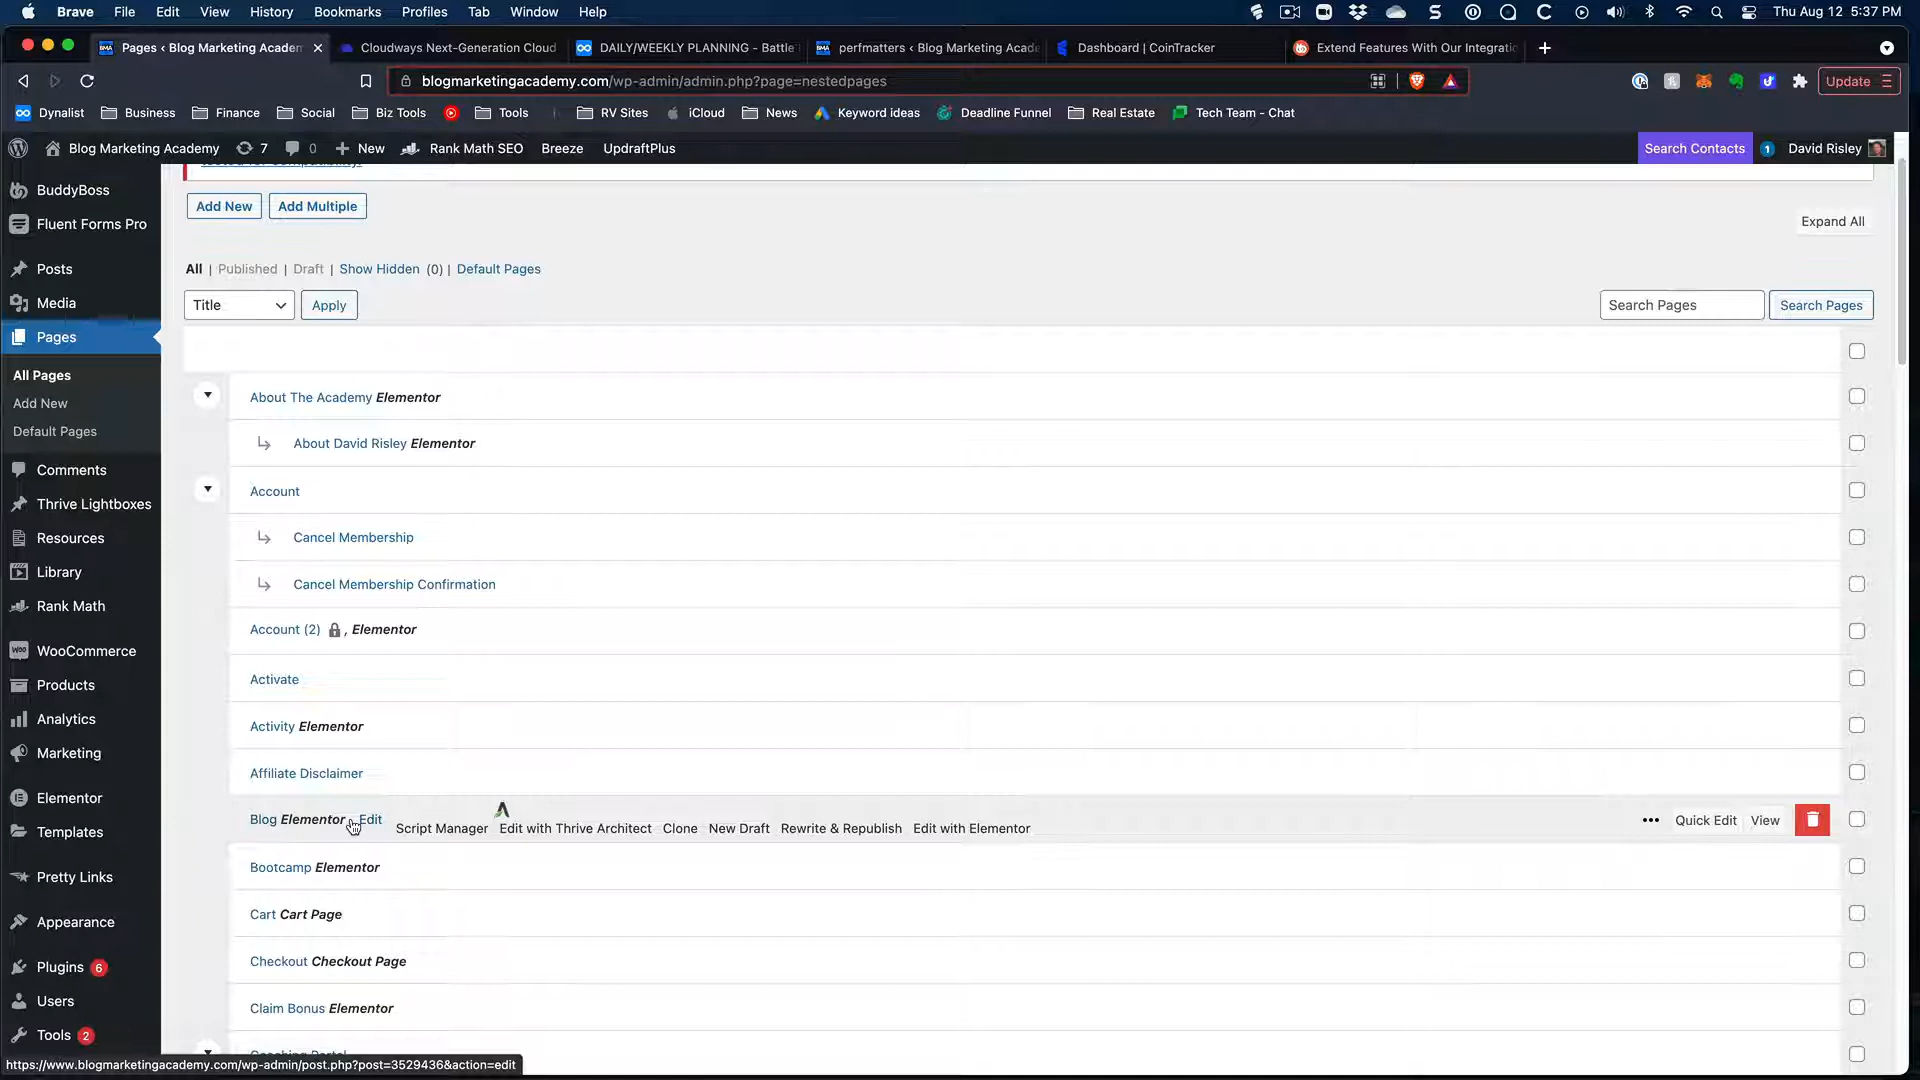 Brave File Edit View History Bookmarks Profiles Tab Window Help Thu Aug 12 5:37 PM
Pages ‹ Blog Marketing Academ Cloudways Next-Generation Cloud DAILY/WEEKLY PLANNING - Battle perfmatters ‹ Blog Marketing Acade Dashboard | CoinTracker Extend Features With Our Integratio
blogmarketingacademy.com/wp-admin/admin.php?page=nestedpages Update
Dynalist Business Finance Social Biz Tools Tools RV Sites iCloud News Keyword ideas Deadline Funnel Real Estate Tech Team - Chat
Blog Marketing Academy 7 0 New Rank Math SEO Breeze UpdraftPlus Search Contacts 1 David Risley
BuddyBoss
Fluent Forms Pro
Posts
Media
Pages
All Pages
Add New
Default Pages
Comments
Thrive Lightboxes
Resources
Library
Rank Math
WooCommerce
Products
Analytics
Marketing
Elementor
Templates
Pretty Links
Appearance
Plugins 6
Users
Tools 2
tested for compatibility.
Add New Add Multiple
Expand All
All | Published | Draft | Show Hidden (0) | Default Pages
Title Apply Search Pages Search Pages
About The Academy Elementor
About David Risley Elementor
Account
Cancel Membership
Cancel Membership Confirmation
Account (2) , Elementor
Activate
Activity Elementor
Affiliate Disclaimer
Blog Elementor Edit Script Manager Edit with Thrive Architect Clone New Draft Rewrite & Republish Edit with Elementor Quick Edit View
Bootcamp Elementor
Cart Cart Page
Checkout Checkout Page
Claim Bonus Elementor
Coaching Portal
https://www.blogmarketingacademy.com/wp-admin/post.php?post=3529436&action=edit